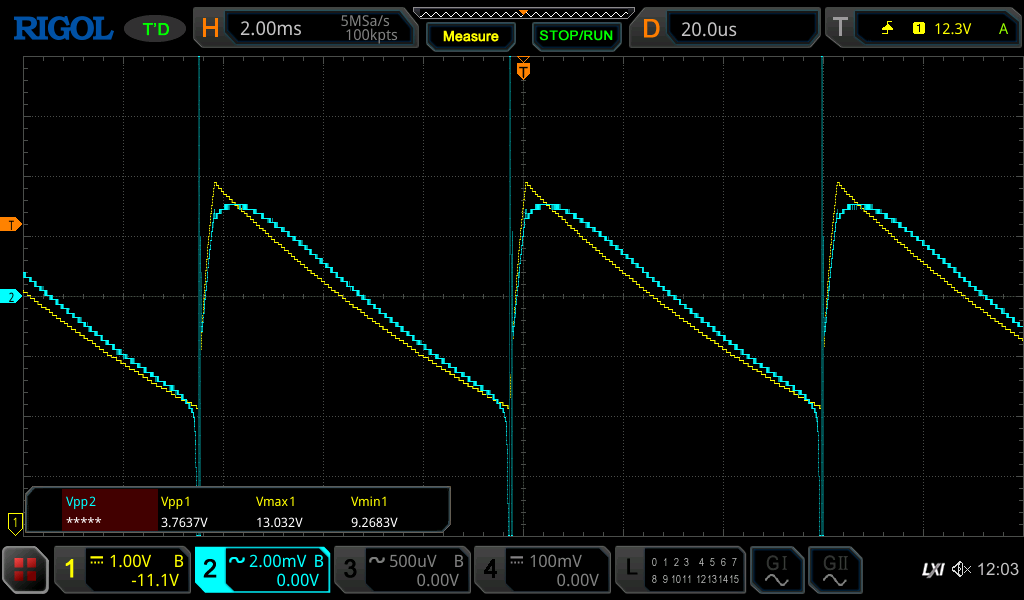 RIGOL T'D H 2.00ms 5MSa/s 100kpts Measure STOP/RUN D 20.0us T 1 12.3V A
T
T
2
1
Vpp2 Vpp1 Vmax1 Vmin1
***** 3.7637V 13.032V 9.2683V
1 1.00V B 2 2.00mV B 3 500uV B 4 100mV L 0 1 2 3 4 5 6 7 GI GII LXI 12:03
-11.1V 0.00V 0.00V 0.00V 8 9 10 11 12 13 14 15